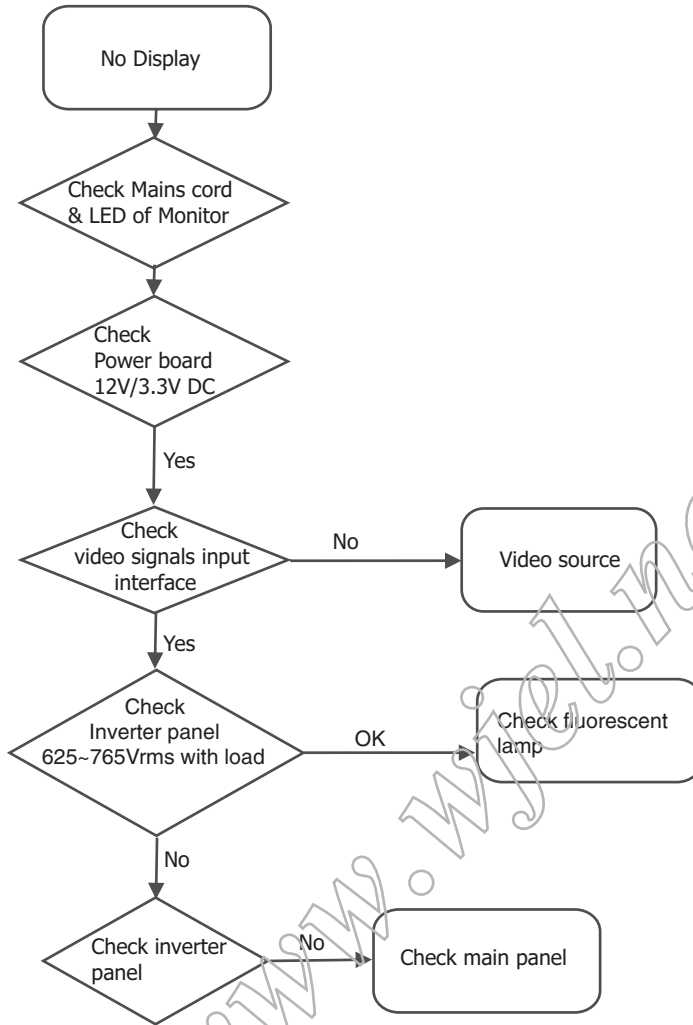 No Display
Check Mains cord
& LED of Monitor
Check
Power board
12V/3.3V DC
Yes
Check
video signals input
interface
No
Video source
Yes
Check
Inverter panel
625~765Vrms with load
OK
Check fluorescent
lamp
No
Check inverter
panel
No
Check main panel
www.wjel.n